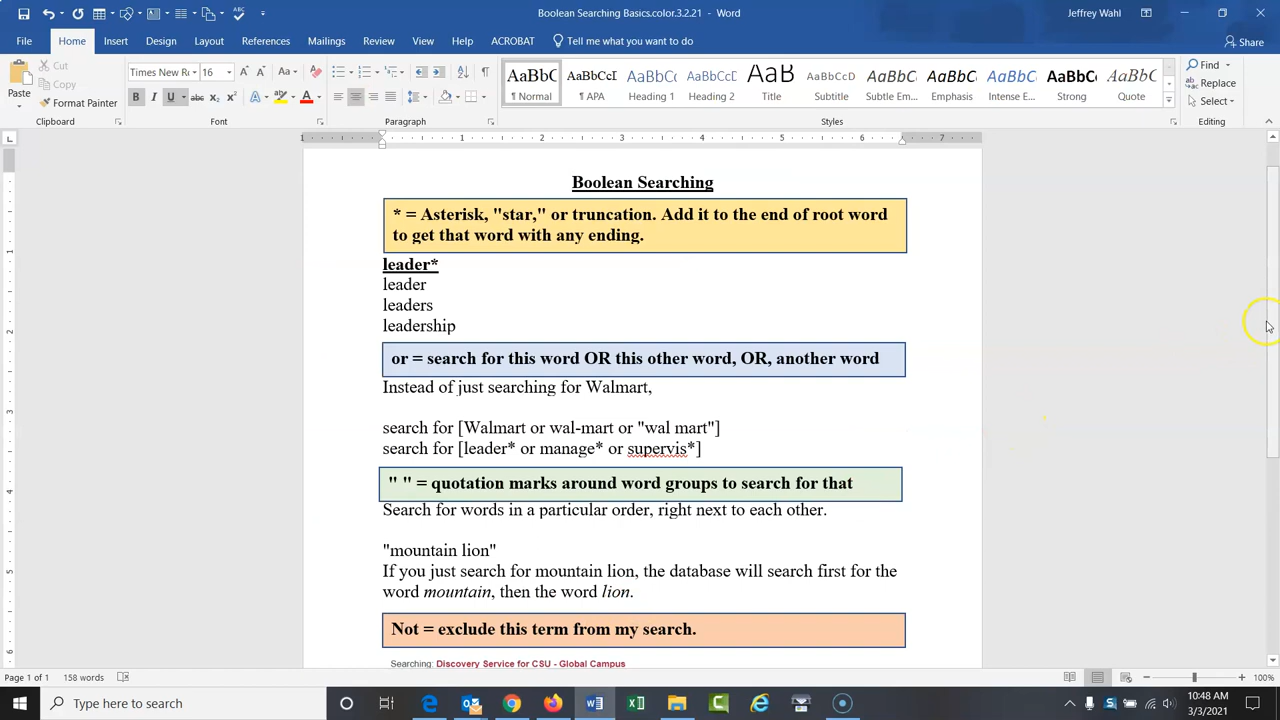 Boolean Searching Basics.color.3.2.21 - Word
Jeffrey Wahl
File Home Insert Design Layout References Mailings Review View Help ACROBAT Tell me what you want to do Share
Paste
Cut
Copy
Format Painter
Clipboard
Times New Ro 16
Font
Paragraph
AaBbC AaBbCcI AaBbC AaBbCcC AaB AaBbCcD AaBbCcC AaBbCcC AaBbCcC AaBbCc AaBbC
¶ Normal ¶ APA Heading 1 Heading 2 Title Subtitle Subtle Em... Emphasis Intense E... Strong Quote
Styles
Find
Replace
Select
Editing
Boolean Searching
* = Asterisk, "star," or truncation. Add it to the end of root word
to get that word with any ending.
leader*
leader
leaders
leadership
or = search for this word OR this other word, OR, another word
Instead of just searching for Walmart,
search for [Walmart or wal-mart or "wal mart"]
search for [leader* or manage* or supervis*]
" " = quotation marks around word groups to search for that
Search for words in a particular order, right next to each other.
"mountain lion"
If you just search for mountain lion, the database will search first for the
word mountain, then the word lion.
Not = exclude this term from my search.
Searching: Discovery Service for CSU - Global Campus
Page 1 of 1 158 words 100%
Type here to search
10:48 AM
3/3/2021